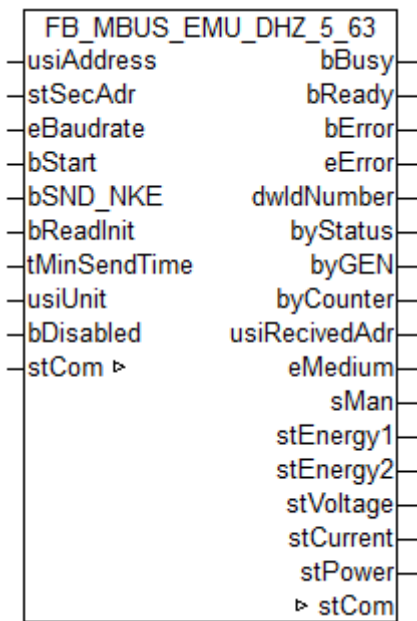 FB_MBUS_EMU_DHZ_5_63
usiAddress bBusy
stSecAdr bReady
eBaudrate bError
bStart eError
bSND_NKE dwIdNumber
bReadInit byStatus
tMinSendTime byGEN
usiUnit byCounter
bDisabled usiRecivedAdr
stCom ▹ eMedium
sMan
stEnergy1
stEnergy2
stVoltage
stCurrent
stPower
▹ stCom